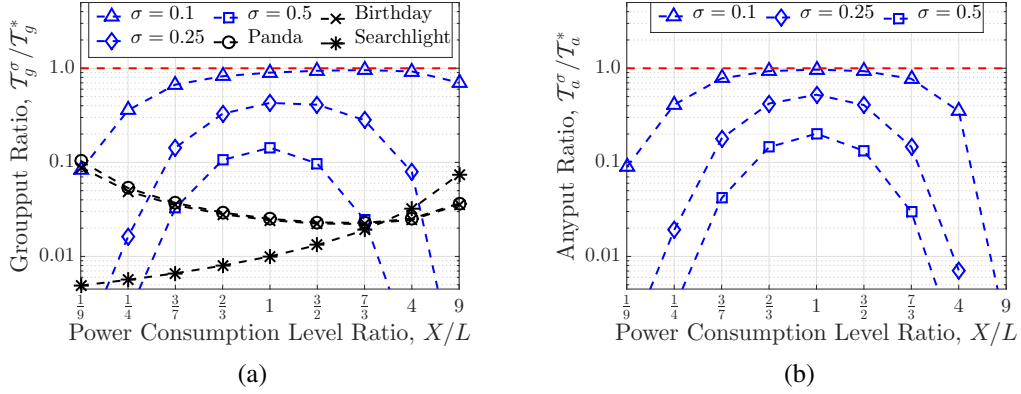 σ = 0.1 σ = 0.5 Birthday
σ = 0.25 Panda Searchlight
Groupput Ratio, 𝒯_g^σ/𝒯_g^*
1.0
0.1
0.01
1/9 1/4 3/7 2/3 1 3/2 7/3 4 9
Power Consumption Level Ratio, X/L
(a)
σ = 0.1 σ = 0.25 σ = 0.5
Anyput Ratio, 𝒯_a^σ/𝒯_a^*
1.0
0.1
0.01
1/9 1/4 3/7 2/3 1 3/2 7/3 4 9
Power Consumption Level Ratio, X/L
(b)